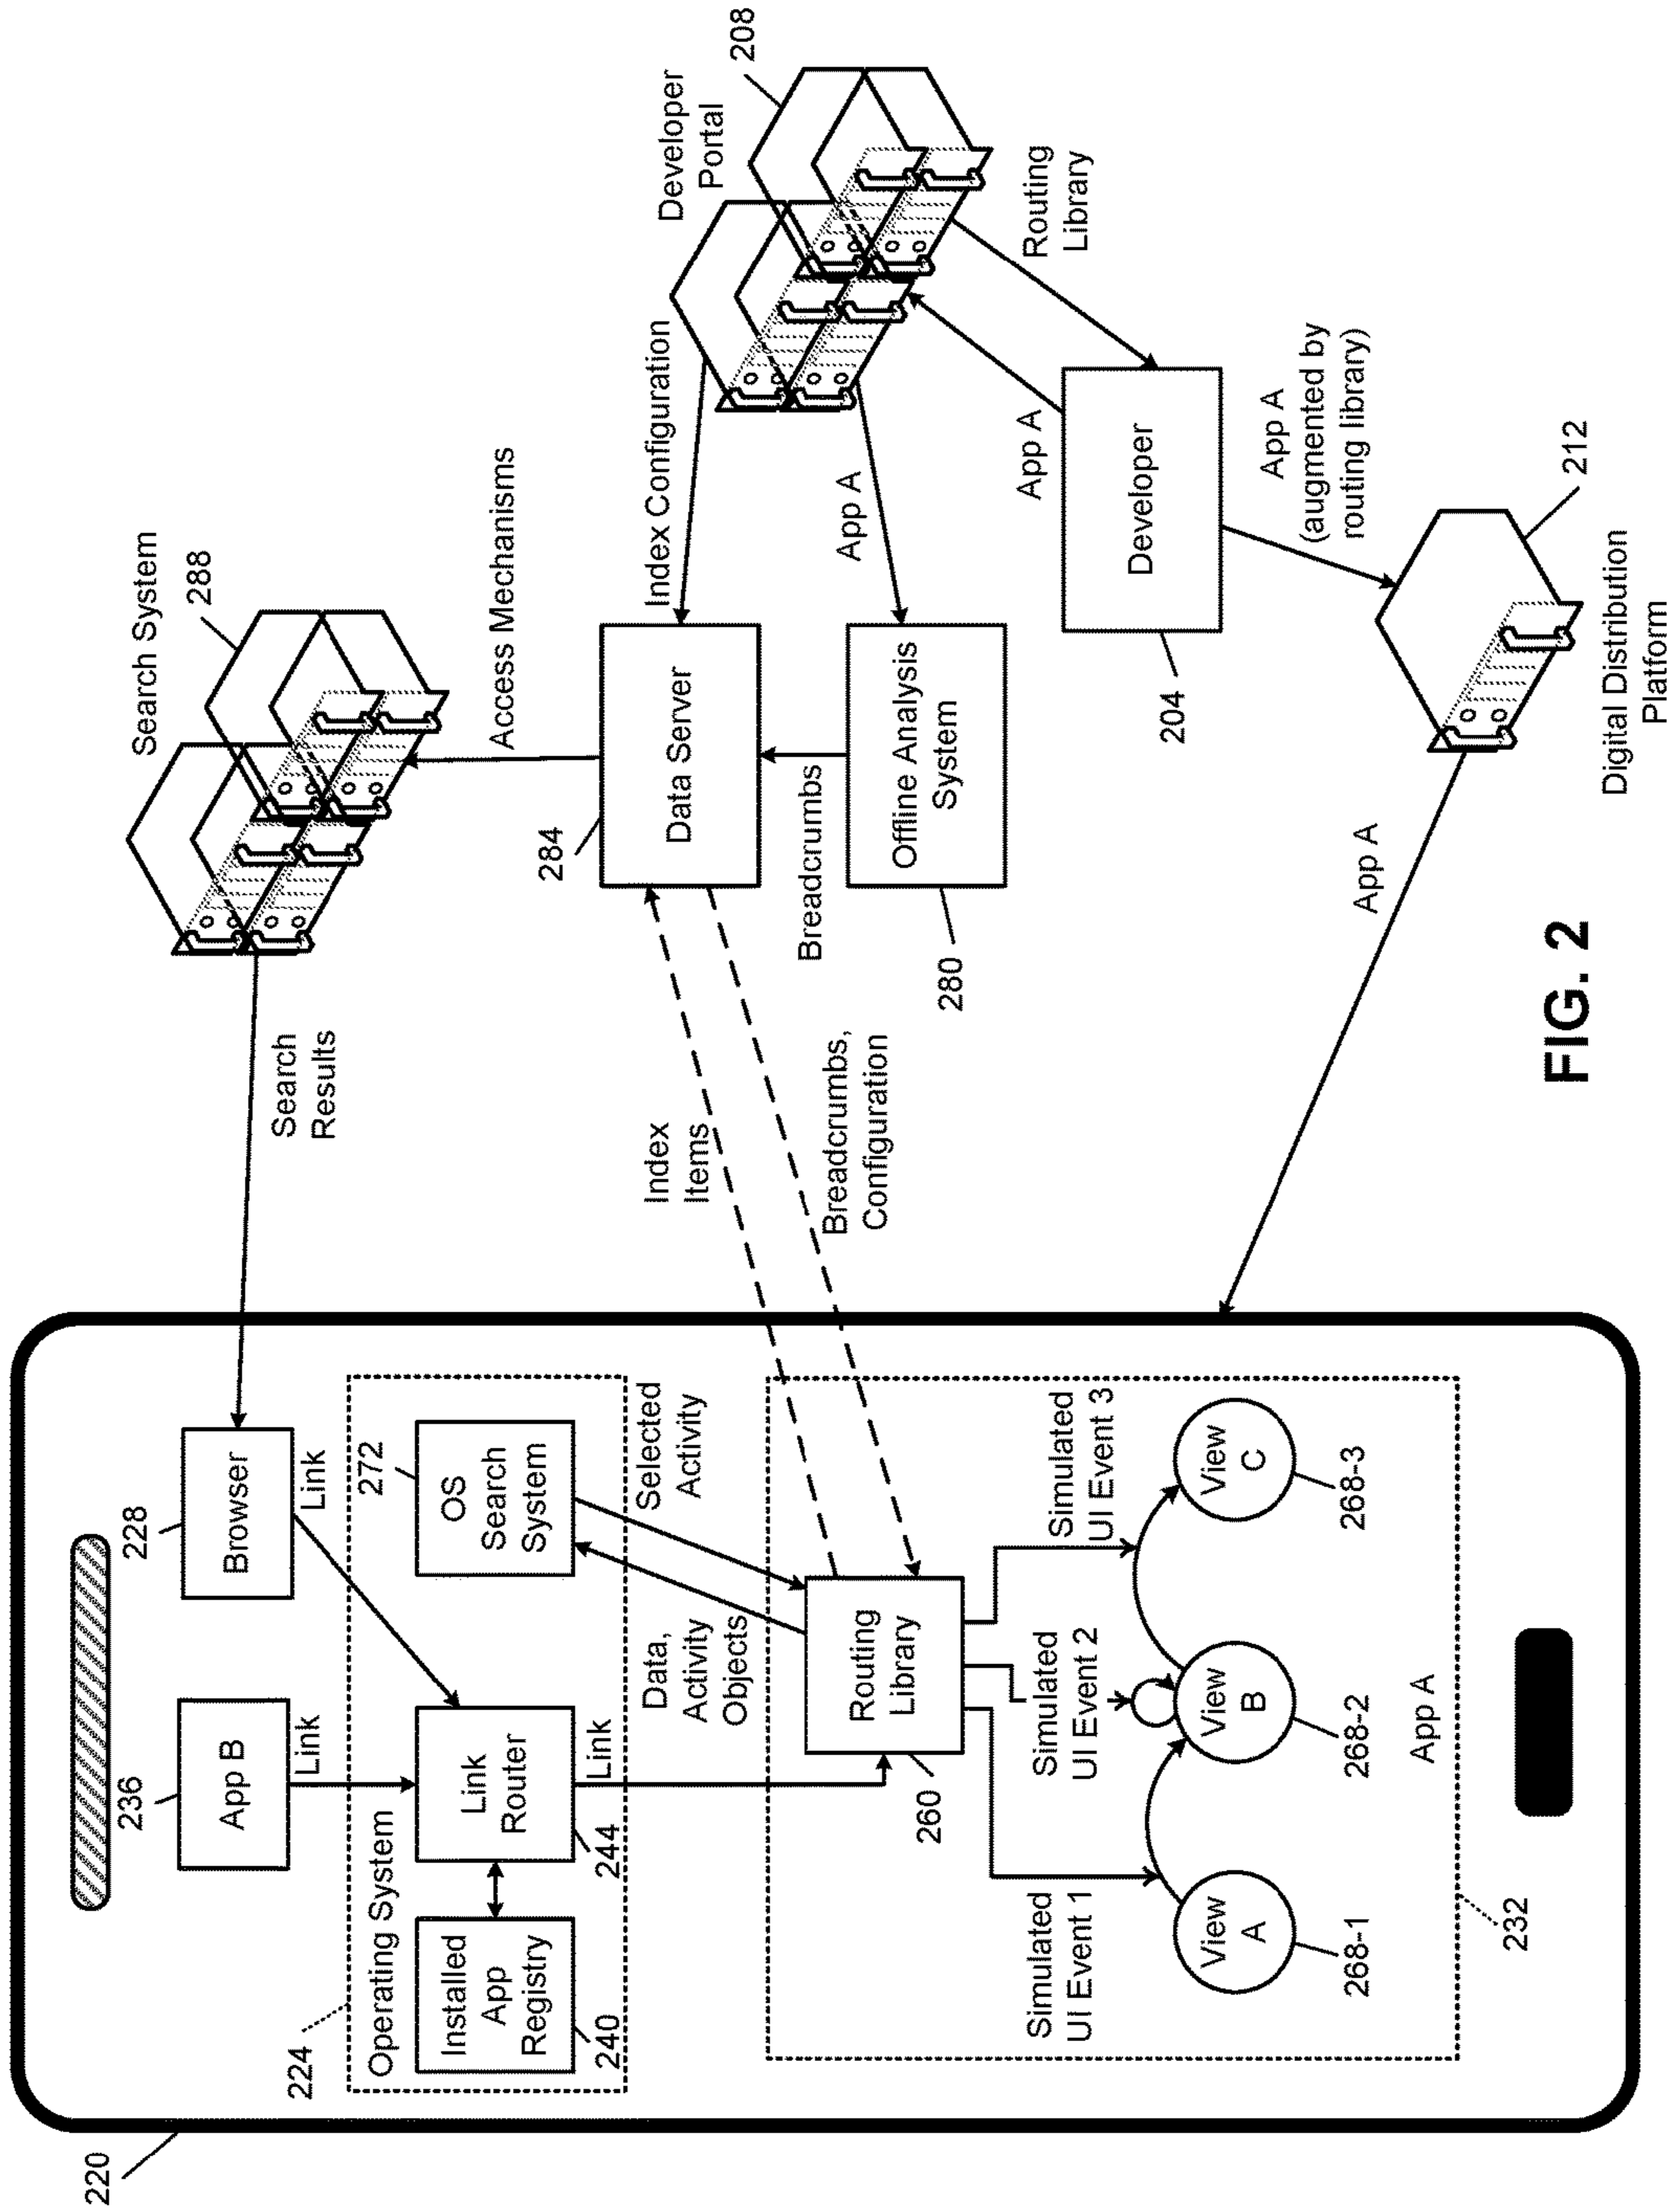 220
236
App B
Link
228
Browser
Link
Search
Results
Search System
288
224
Operating System
Installed
App
Registry
240
Link
Router
244
Link
272
OS
Search
System
Selected
Activity
Data,
Activity
Objects
Routing
Library
260
Simulated
UI Event 1
Simulated
UI Event 2
Simulated
UI Event 3
View
A
268-1
View
B
268-2
View
C
268-3
App A
232
Index
Items
Breadcrumbs,
Configuration
Access Mechanisms
284
Data Server
Breadcrumbs
Offline Analysis
System
280
Index Configuration
App A
Developer
Portal
208
Routing
Library
App A
Developer
204
App A
(augmented by
routing library)
212
Digital Distribution
Platform
App A
FIG. 2